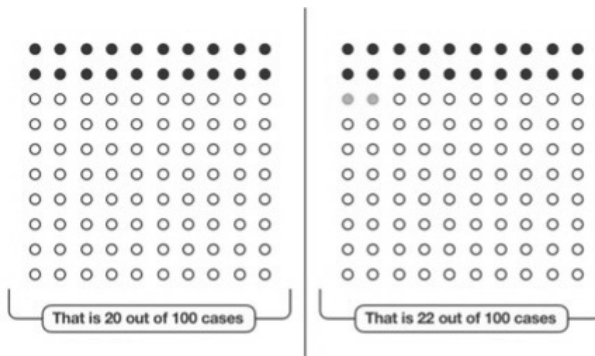 That is 20 out of 100 cases
That is 22 out of 100 cases